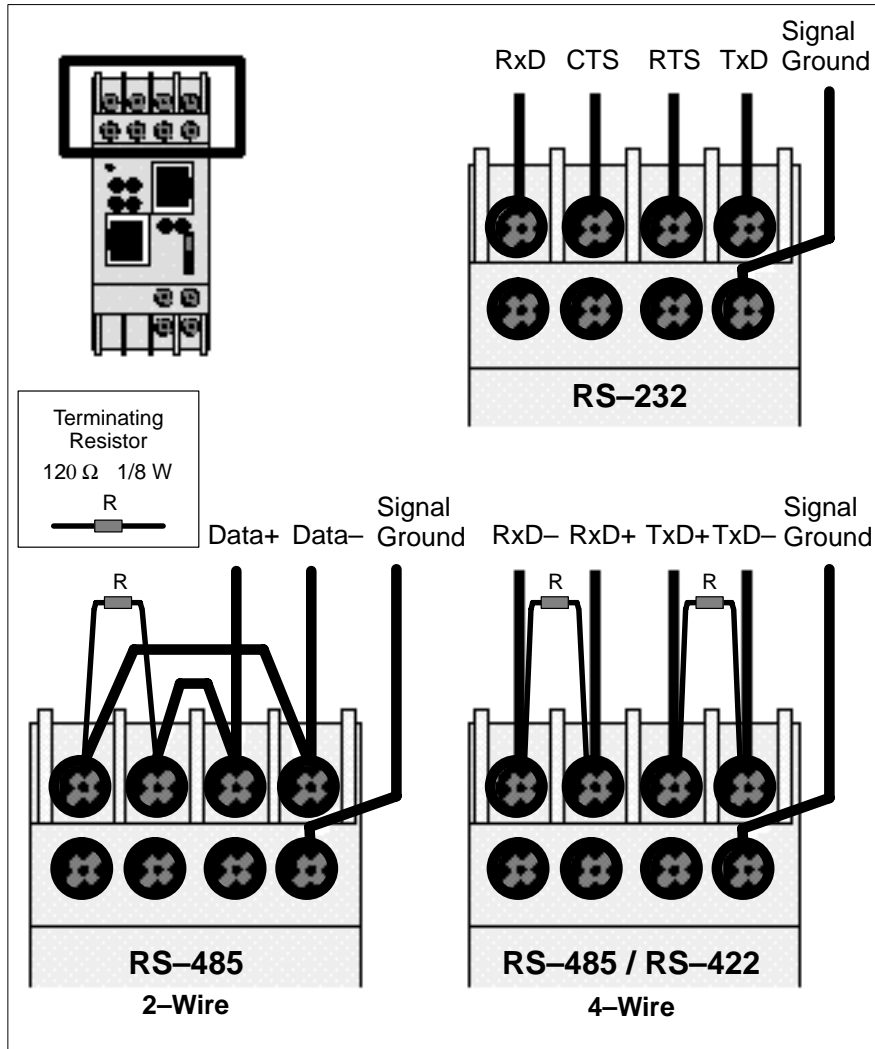 RxD CTS RTS TxD Signal
Ground
RS–232
Terminating
Resistor
120 Ω 1/8 W
R
Data+ Data– Signal
Ground
R
RS–485
2–Wire
RxD– RxD+ TxD+ TxD– Signal
Ground
R R
RS–485 / RS–422
4–Wire